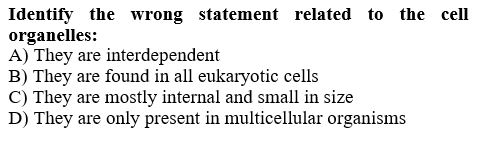 Identify the wrong statement related to the cell
organelles:
A) They are interdependent
B) They are found in all eukaryotic cells
C) They are mostly internal and small in size
D) They are only present in multicellular organisms